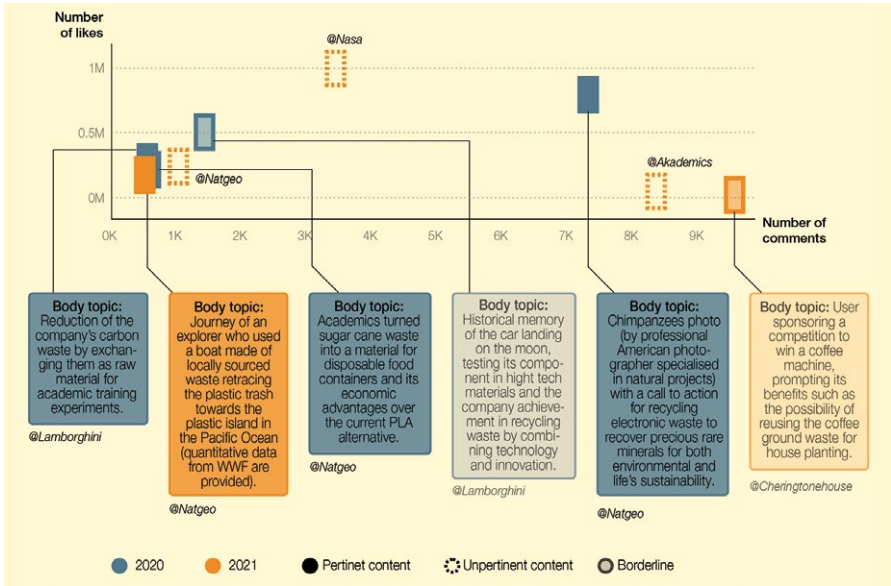 Number
of likes
@Nasa
1M
0.5M
@Natgeo
@Akademics
0M
0K 1K 2K 3K 4K 5K 6K 7K 8K 9K
Number of
comments
Body topic:
Reduction of the
company's carbon
waste by exchan-
ging them as raw
material for
academic training
experiments.
@Lamborghini
Body topic:
Journey of an
explorer who used
a boat made of
locally sourced
waste retracing
the plastic trash
towards the
plastic island in
the Pacific Ocean
(quantitative data
from WWF are
provided).
@Natgeo
Body topic:
Academics turned
sugar cane waste
into a material for
disposable food
containers and its
economic
advantages over
the current PLA
alternative.
@Natgeo
Body topic:
Historical memory
of the car landing
on the moon,
testing its compo-
nent in hight tech
materials and the
company achieve-
ment in recycling
waste by combi-
ning technology
and innovation.
@Lamborghini
Body topic:
Chimpanzees photo
(by professional
American photo-
grapher specialised
in natural projects)
with a call to action
for recycling
electronic waste to
recover precious rare
minerals for both
environmental and
life's sustainability.
@Natgeo
Body topic: User
sponsoring a
competition to
win a coffee
machine,
prompting its
benefits such as
the possibility of
reusing the coffee
ground waste for
house planting.
@Cheringtonehouse
2020 2021 Pertinet content Unpertinent content Borderline